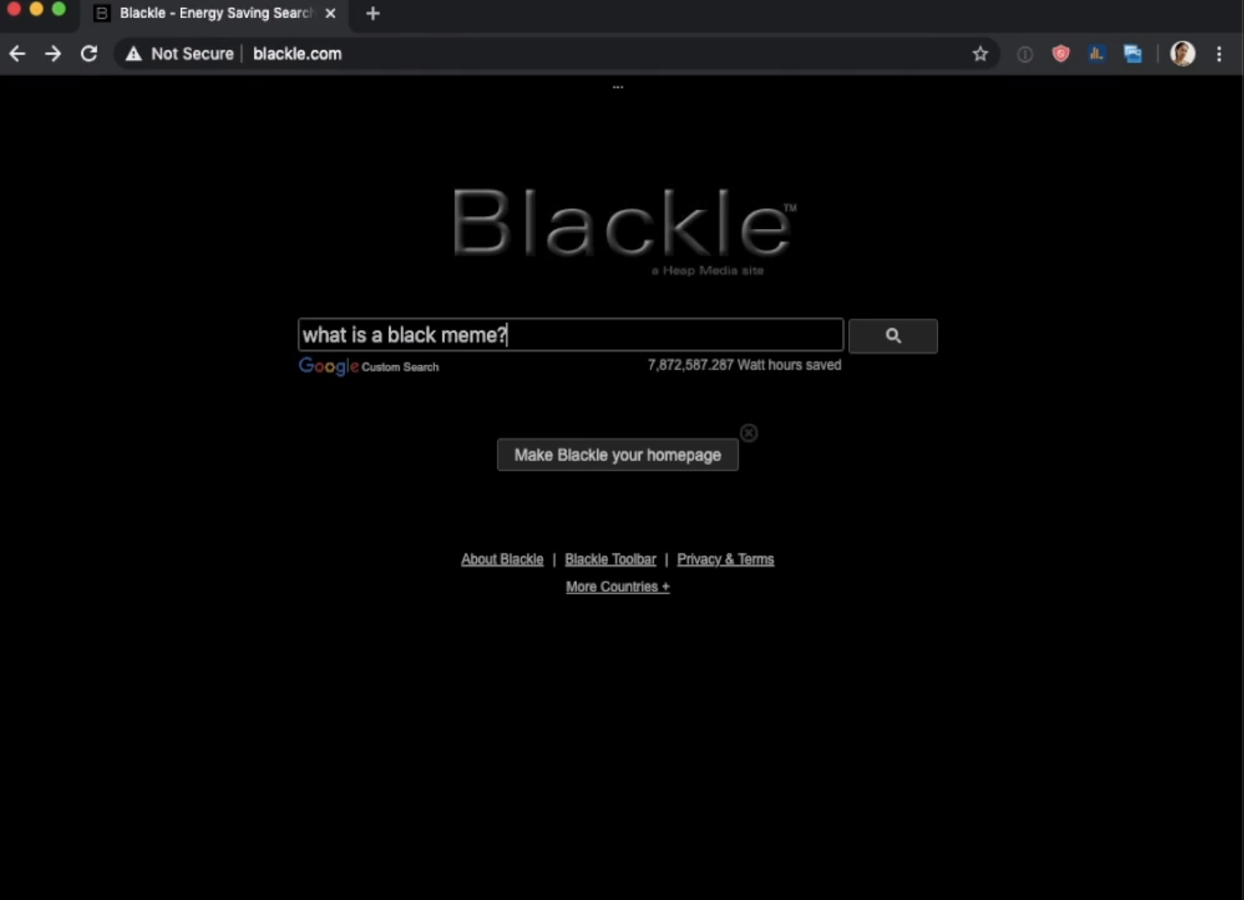 Blackle - Energy Saving Search
Not Secure | blackle.com
...
Blackle™
a Heap Media site
what is a black meme?
Google Custom Search
7,872,587.287 Watt hours saved
Make Blackle your homepage
About Blackle | Blackle Toolbar | Privacy & Terms
More Countries +